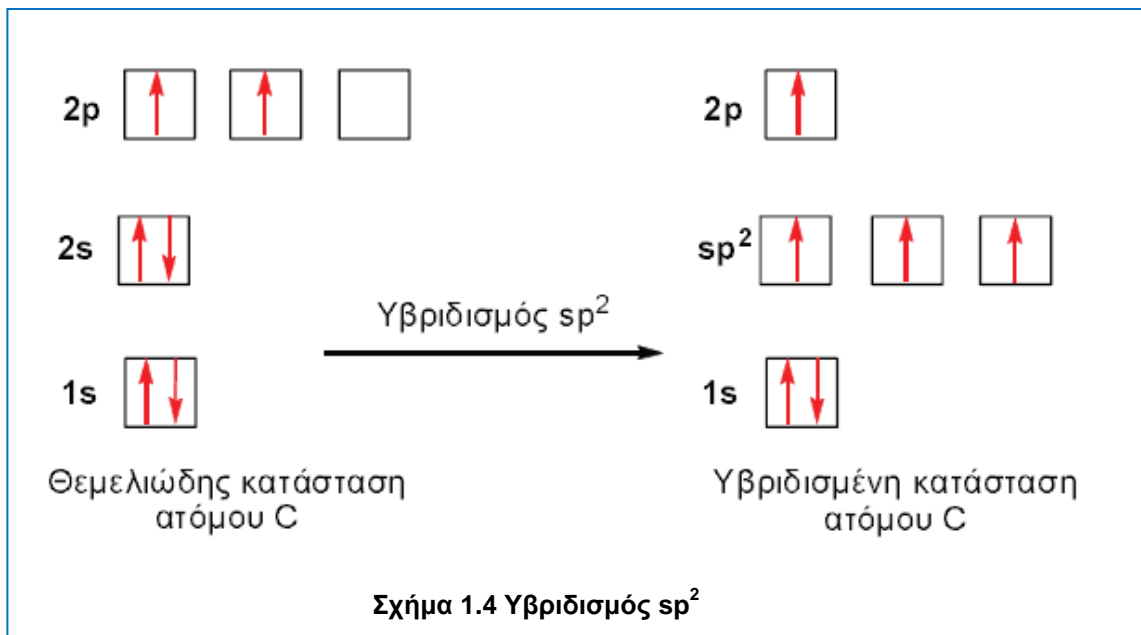 2p
2s
1s
Υβριδισμός sp²
2p
sp²
1s
Θεμελιώδης κατάσταση
ατόμου C
Υβριδισμένη κατάσταση
ατόμου C
Σχήμα 1.4 Υβριδισμός sp²